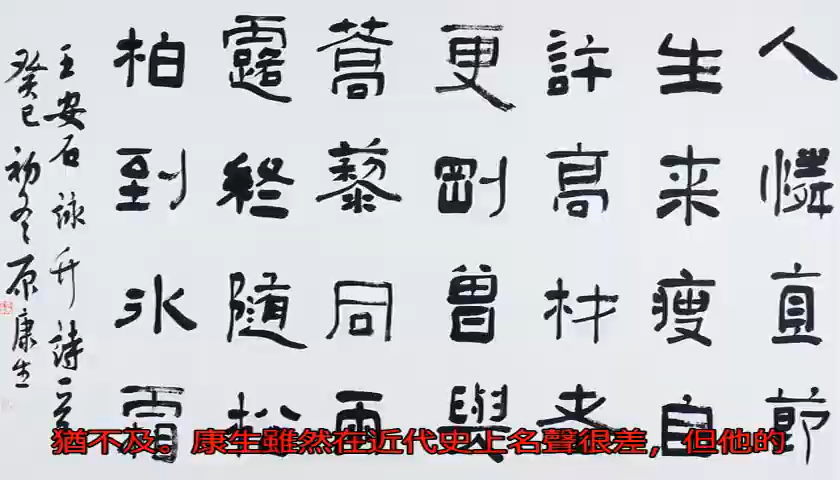 人憐直節
生来瘦自
許高材老
更剛曽與
蒿藜同雨
露終隨松
柏到冰霜
王安石詠竹詩一首
癸巳初冬原康生
猶不及。康生雖然在近代史上名聲很差，但他的